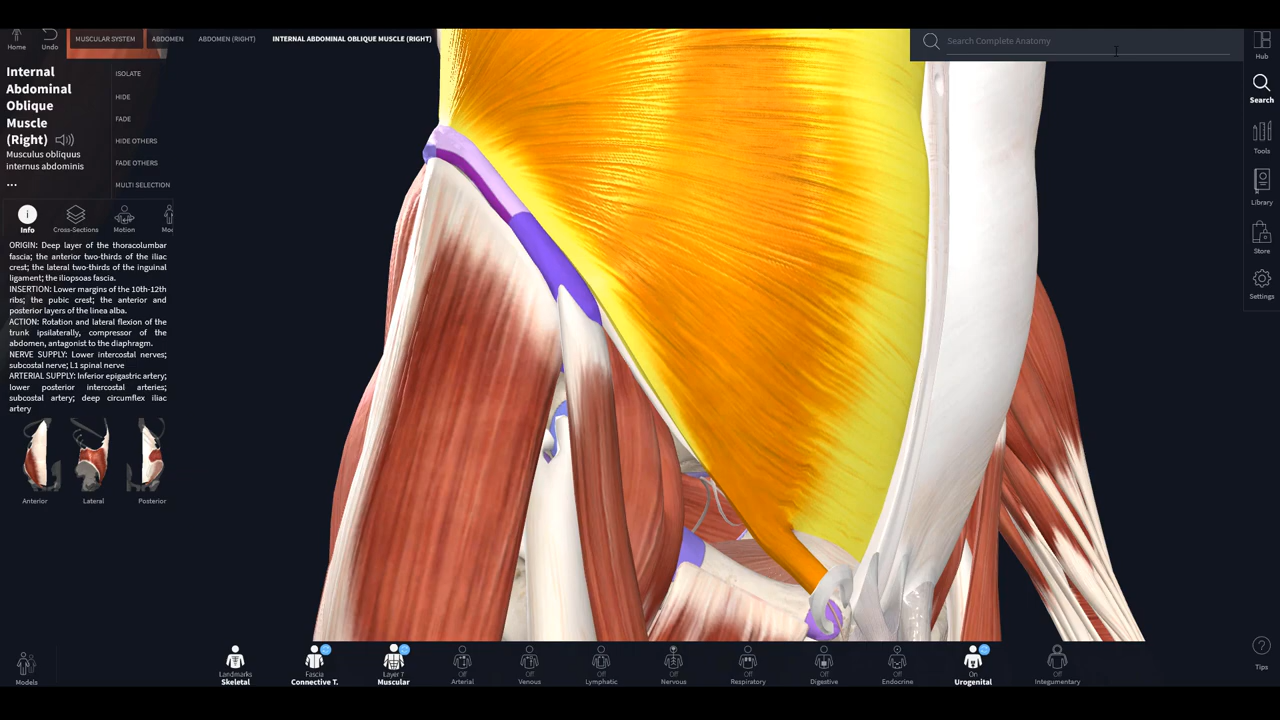 Home
Undo
MUSCULAR SYSTEM
ABDOMEN
ABDOMEN (RIGHT)
INTERNAL ABDOMINAL OBLIQUE MUSCLE (RIGHT)
Search Complete Anatomy
Hub
Search
Tools
Library
Store
Settings
Tips
Internal
Abdominal
Oblique
Muscle
(Right)
Musculus obliquus
internus abdominis
...
ISOLATE
HIDE
FADE
HIDE OTHERS
FADE OTHERS
MULTI SELECTION
Info
Cross-Sections
Motion
ORIGIN: Deep layer of the thoracolumbar
fascia; the anterior two-thirds of the iliac
crest; the lateral two-thirds of the inguinal
ligament; the iliopsoas fascia.
INSERTION: Lower margins of the 10th-12th
ribs; the pubic crest; the anterior and
posterior layers of the linea alba.
ACTION: Rotation and lateral flexion of the
trunk ipsilaterally, compressor of the
abdomen, antagonist to the diaphragm.
NERVE SUPPLY: Lower intercostal nerves;
subcostal nerve; L1 spinal nerve
ARTERIAL SUPPLY: Inferior epigastric artery;
lower posterior intercostal arteries;
subcostal artery; deep circumflex iliac
artery
Anterior
Lateral
Posterior
Models
Landmarks
Skeletal
Fascia
Connective T.
Layer 7
Muscular
Off
Arterial
Off
Venous
Off
Lymphatic
Off
Nervous
Off
Respiratory
Off
Digestive
Off
Endocrine
On
Urogenital
Off
Integumentary